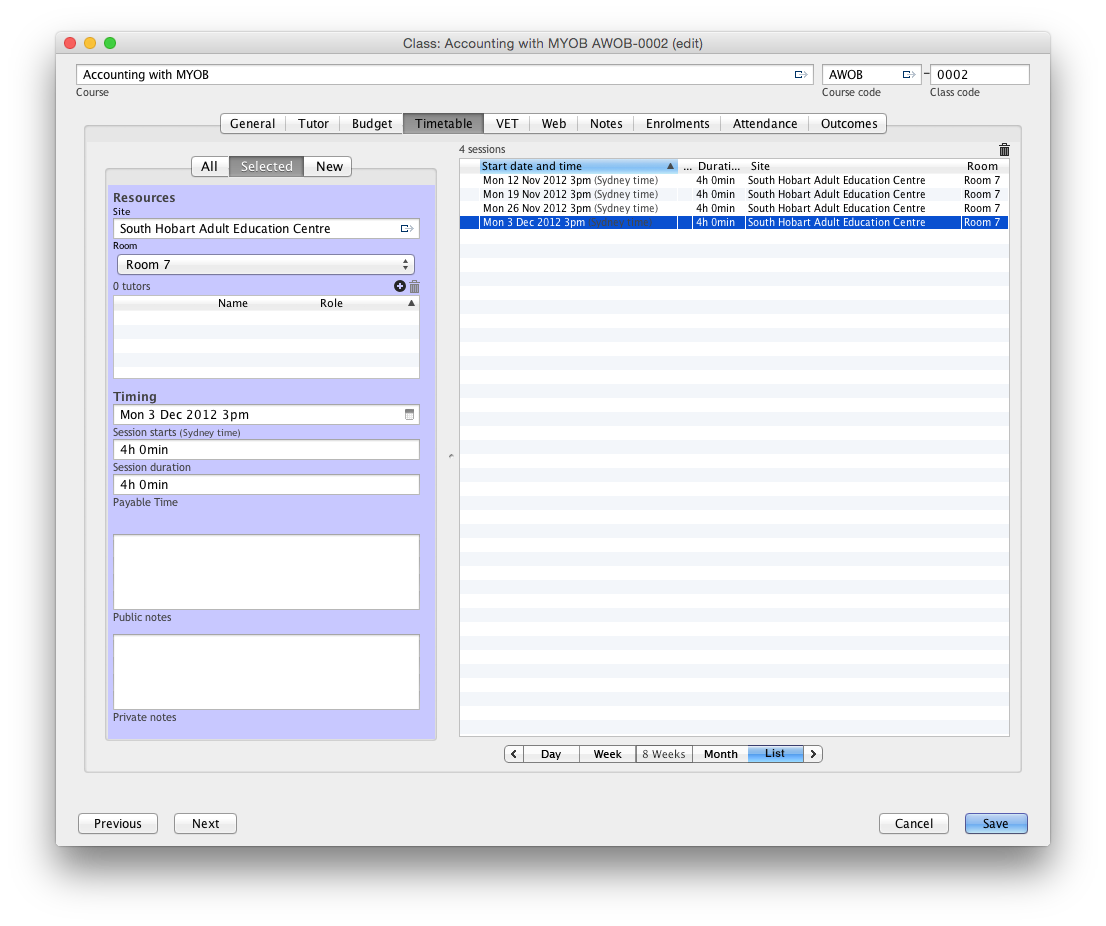 Class: Accounting with MYOB AWOB-0002 (edit)
Accounting with MYOB AWOB - 0002
Course Course code Class code
General Tutor Budget Timetable VET Web Notes Enrolments Attendance Outcomes
All Selected New
Resources
Site
South Hobart Adult Education Centre
Room
Room 7
0 tutors
Name Role
Timing
Mon 3 Dec 2012 3pm
Session starts (Sydney time)
4h 0min
Session duration
4h 0min
Payable Time
Public notes
Private notes
4 sessions
Start date and time ... Durati... Site Room
Mon 12 Nov 2012 3pm (Sydney time) 4h 0min South Hobart Adult Education Centre Room 7
Mon 19 Nov 2012 3pm (Sydney time) 4h 0min South Hobart Adult Education Centre Room 7
Mon 26 Nov 2012 3pm (Sydney time) 4h 0min South Hobart Adult Education Centre Room 7
Mon 3 Dec 2012 3pm (Sydney time) 4h 0min South Hobart Adult Education Centre Room 7
< Day Week 8 Weeks Month List >
Previous Next Cancel Save